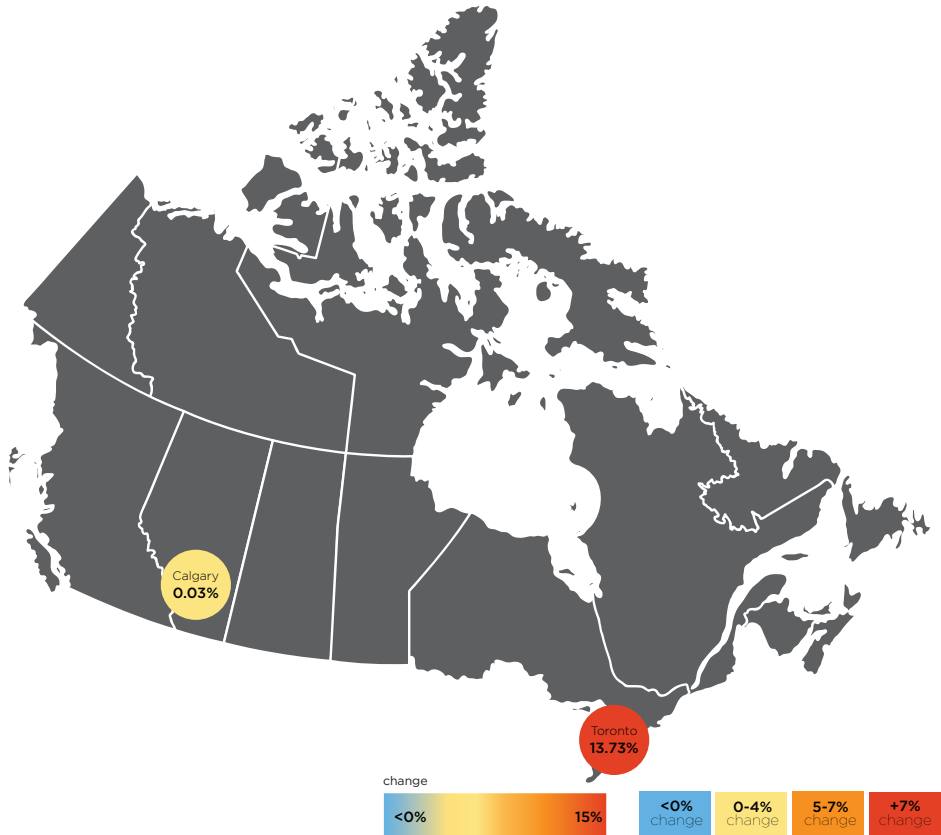 Calgary
0.03%
Toronto
13.73%
change
<0%
15%
<0%
change
0-4%
change
5-7%
change
+7%
change